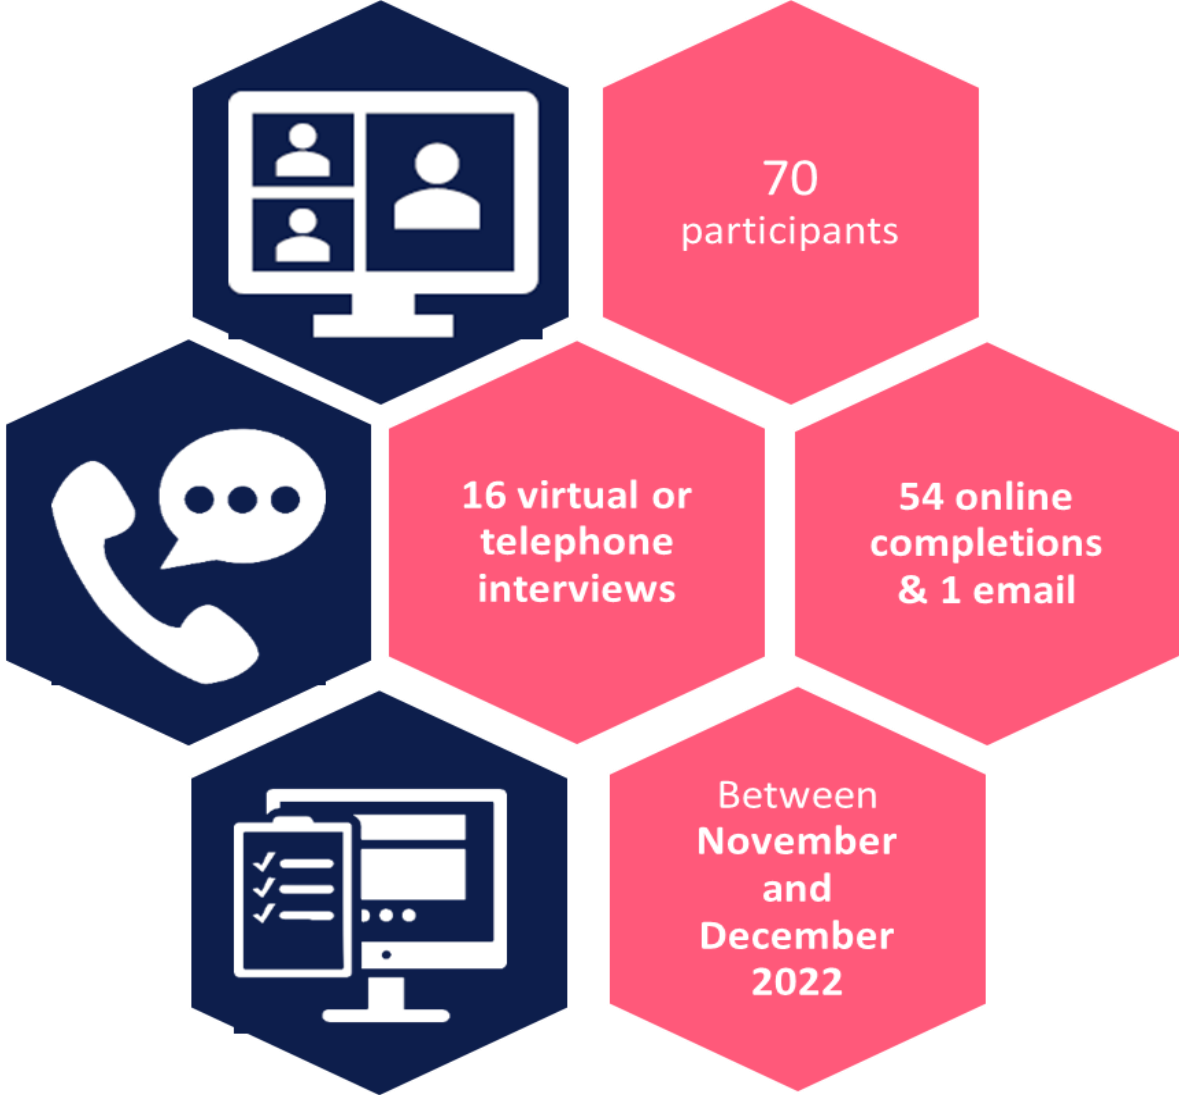 70
participants
16 virtual or
telephone
interviews
54 online
completions
& 1 email
Between
November
and
December
2022